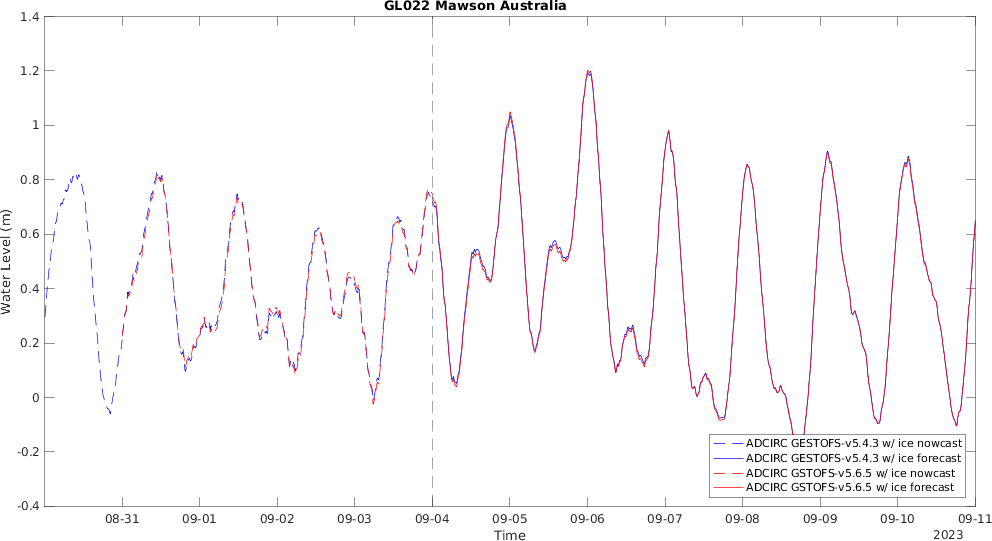 GL022 Mawson Australia
1.4
1.2
1
0.8
0.6
0.4
0.2
0
-0.2
-0.4
Water Level (m)
ADCIRC GESTOFS-v5.4.3 w/ ice nowcast
ADCIRC GESTOFS-v5.4.3 w/ ice forecast
ADCIRC GSTOFS-v5.6.5 w/ ice nowcast
ADCIRC GSTOFS-v5.6.5 w/ ice forecast
08-31 09-01 09-02 09-03 09-04 09-05 09-06 09-07 09-08 09-09 09-10 09-11
Time
2023